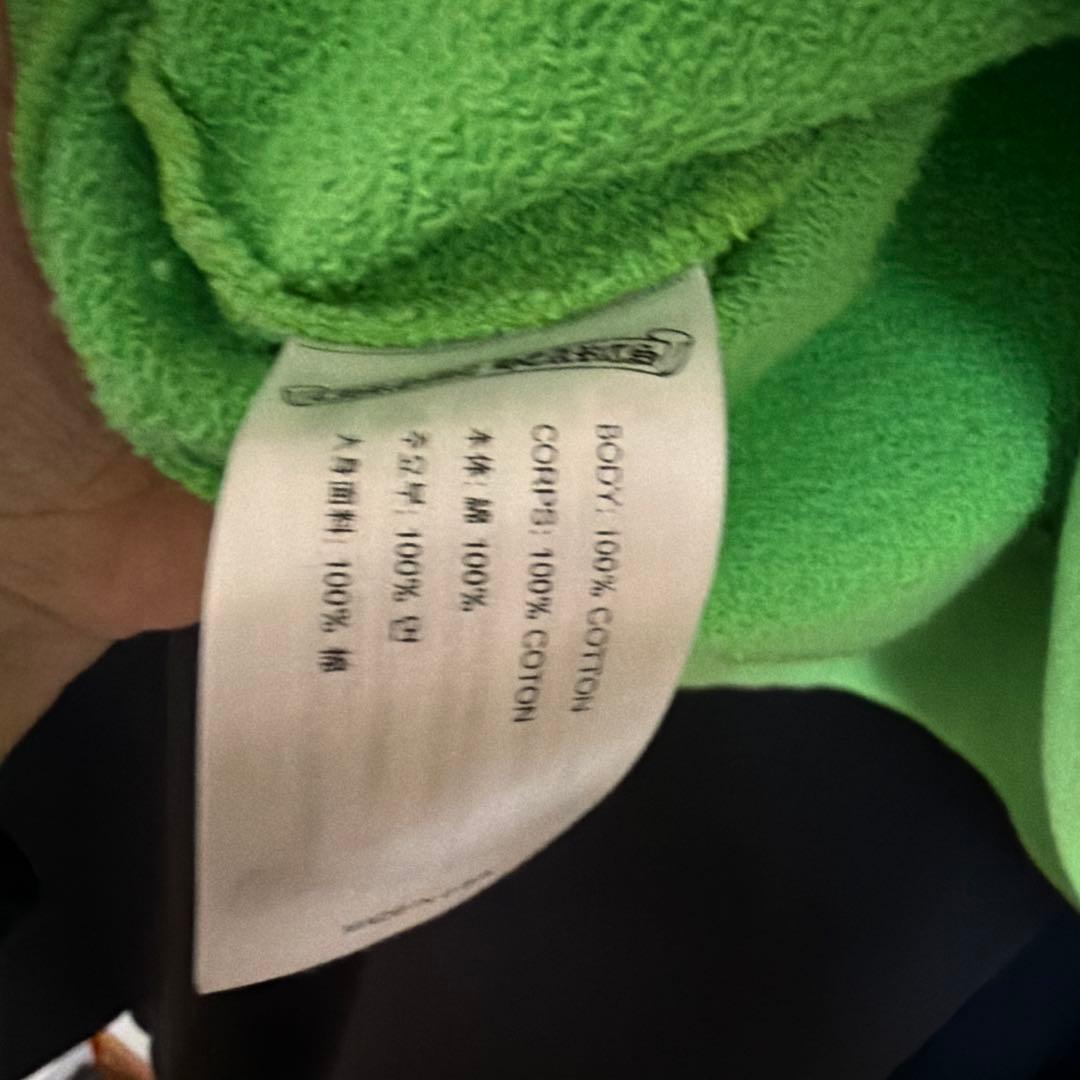 BODY: 100% COTTON
CORPS: 100% COTON
本体: 綿 100%
주부분: 100% 면
大身面料: 100% 棉